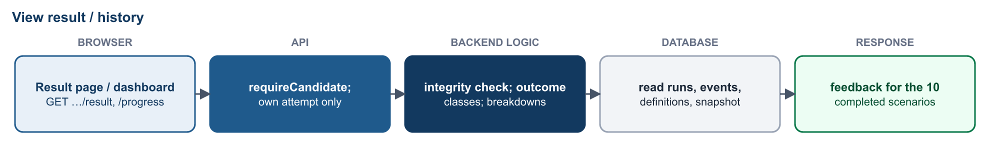 View result / history
BROWSER
API
BACKEND LOGIC
DATABASE
RESPONSE
Result page / dashboard
GET …/result, /progress
requireCandidate;
own attempt only
integrity check; outcome
classes; breakdowns
read runs, events,
definitions, snapshot
feedback for the 10
completed scenarios